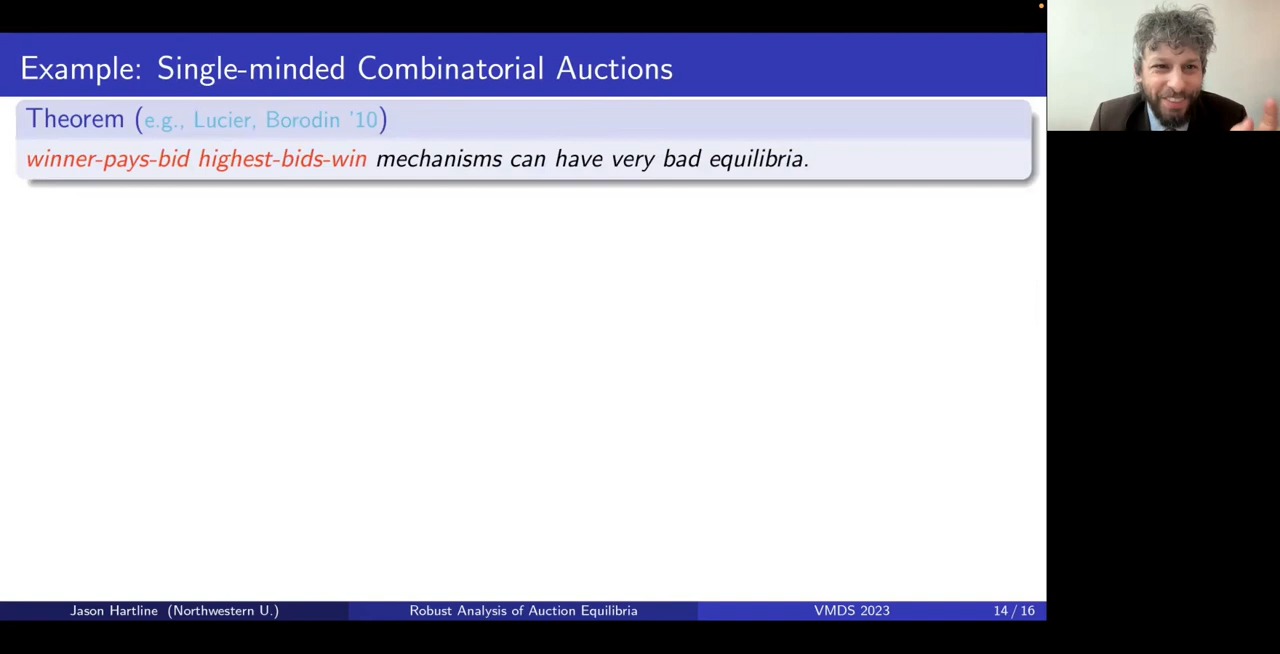 Example: Single-minded Combinatorial Auctions
Theorem (e.g., Lucier, Borodin '10)
winner-pays-bid highest-bids-win mechanisms can have very bad equilibria.
Jason Hartline (Northwestern U.) Robust Analysis of Auction Equilibria VMDS 2023 14 / 16